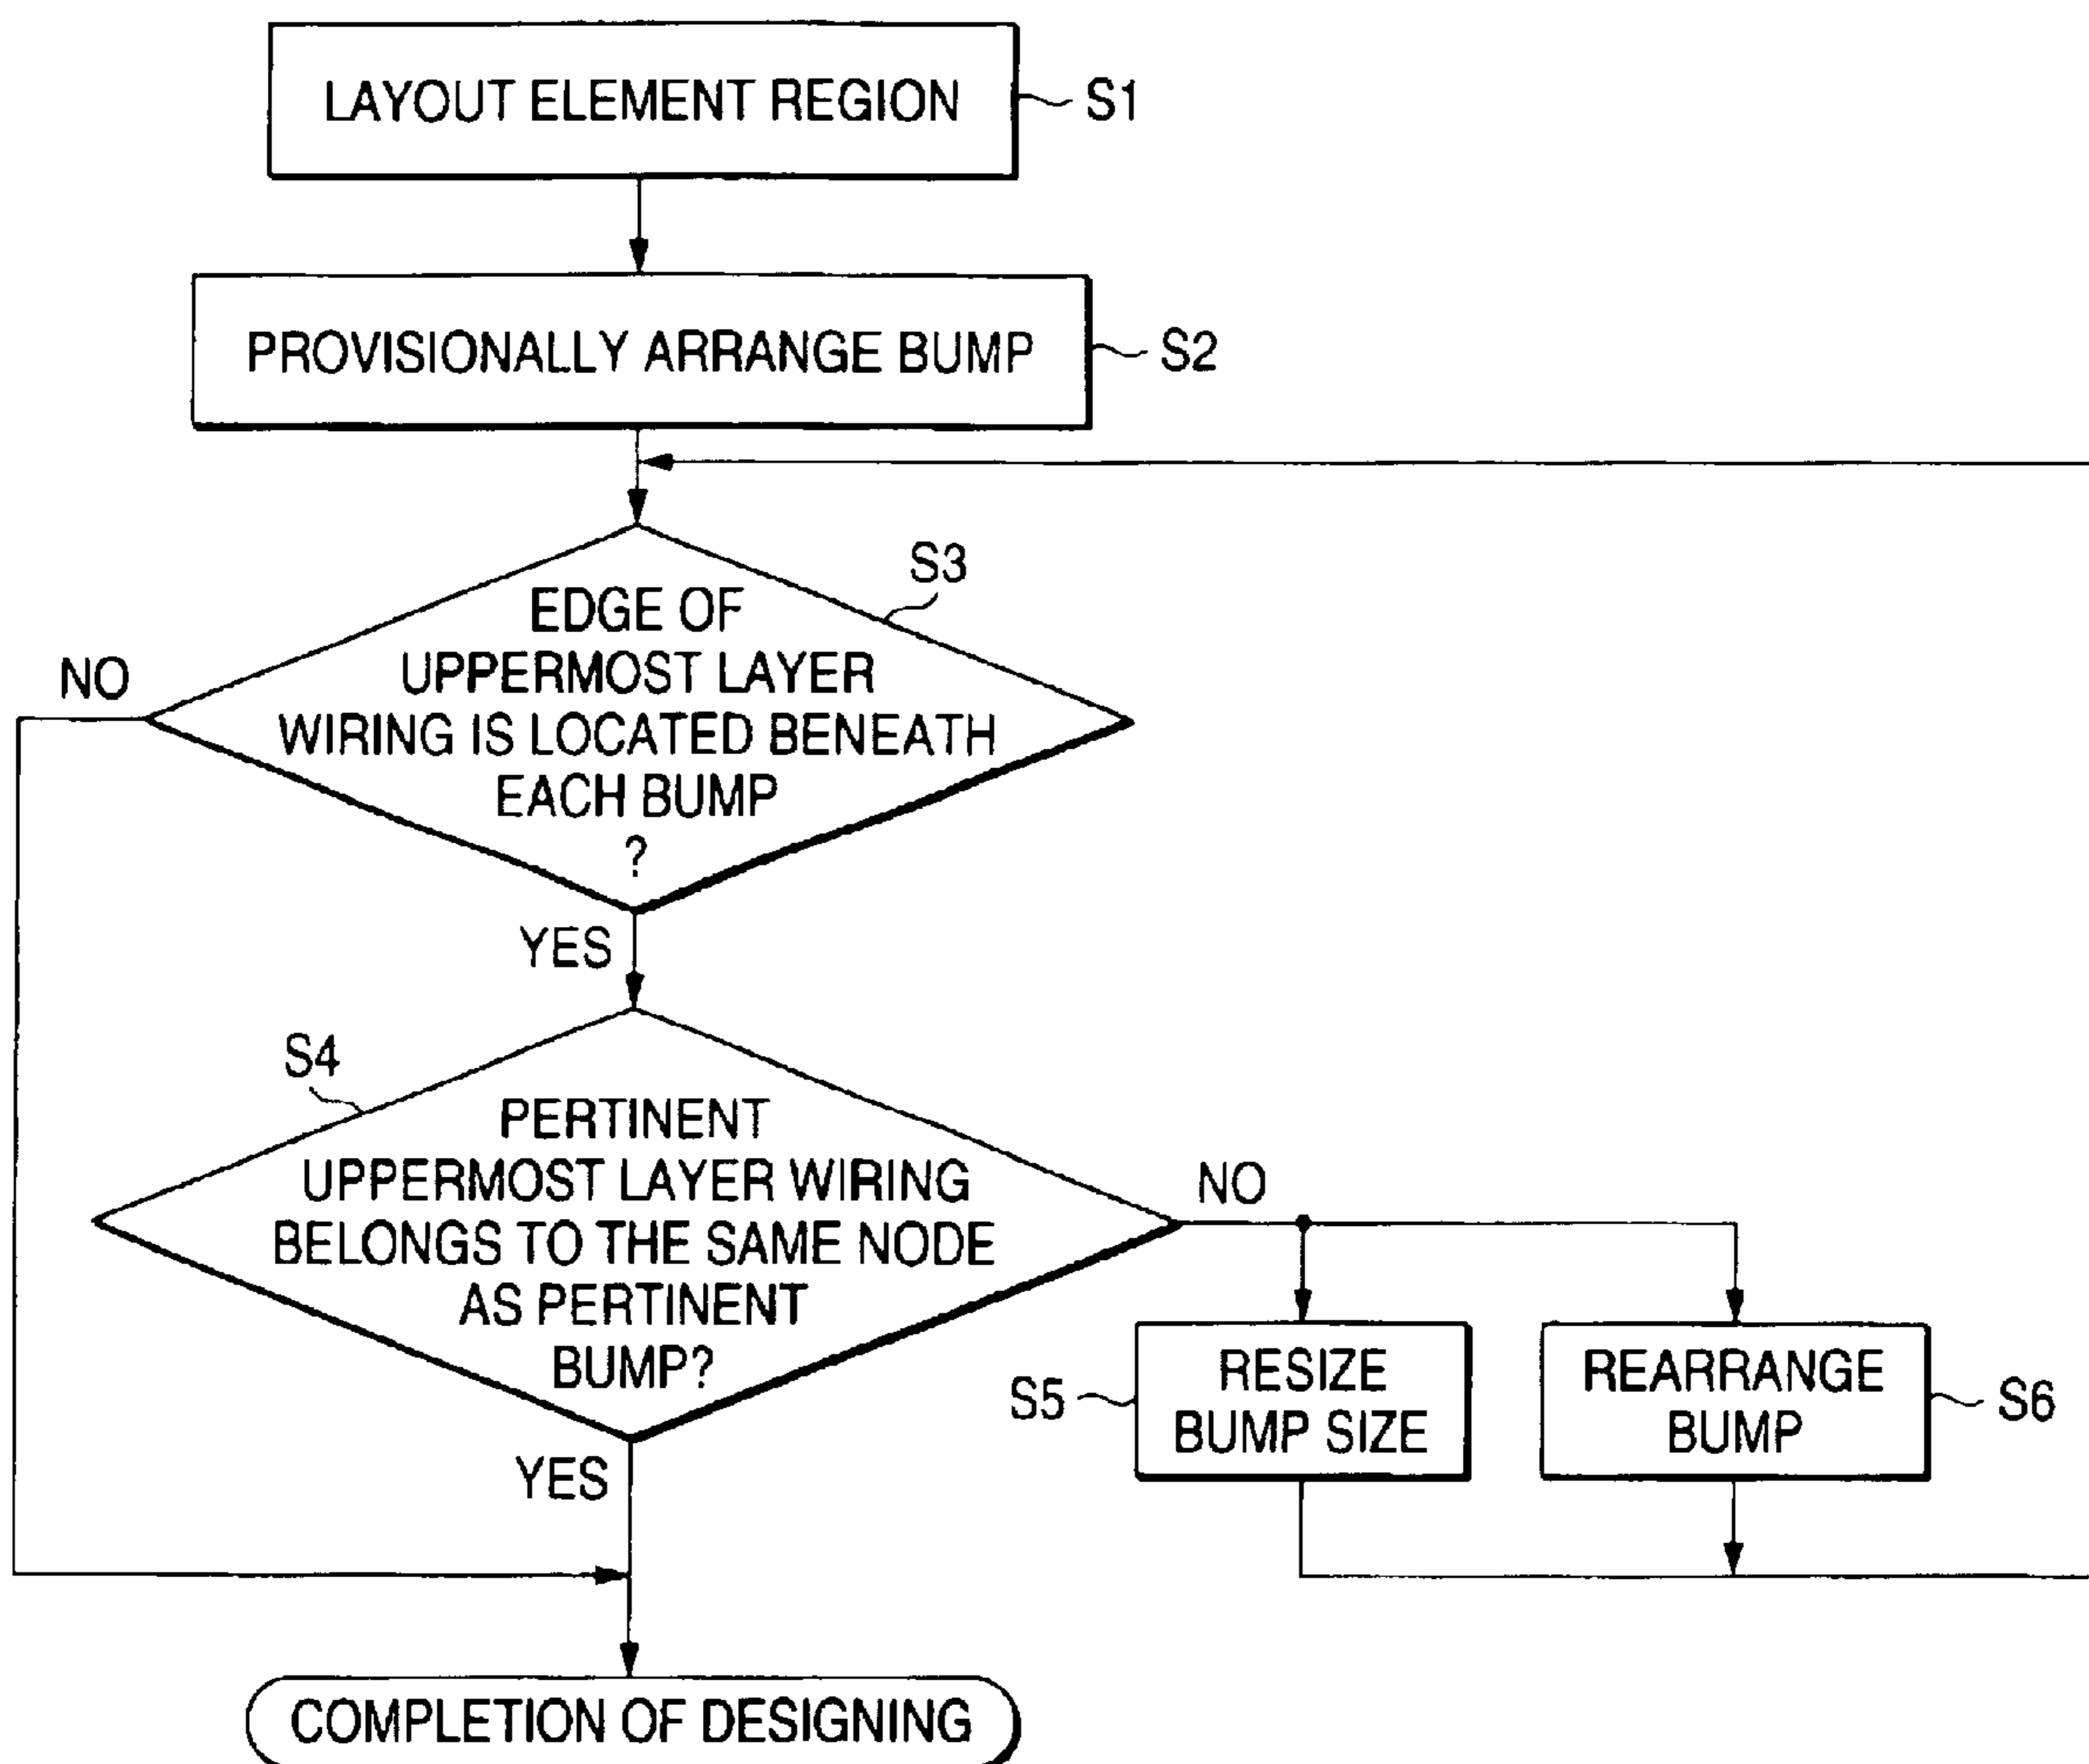 LAYOUT ELEMENT REGION
S1
PROVISIONALLY ARRANGE BUMP
S2
S3
EDGE OF
UPPERMOST LAYER
WIRING IS LOCATED BENEATH
EACH BUMP
?
NO
YES
S4
PERTINENT
UPPERMOST LAYER WIRING
BELONGS TO THE SAME NODE
AS PERTINENT
BUMP?
NO
YES
S5
RESIZE
BUMP SIZE
REARRANGE
BUMP
S6
COMPLETION OF DESIGNING